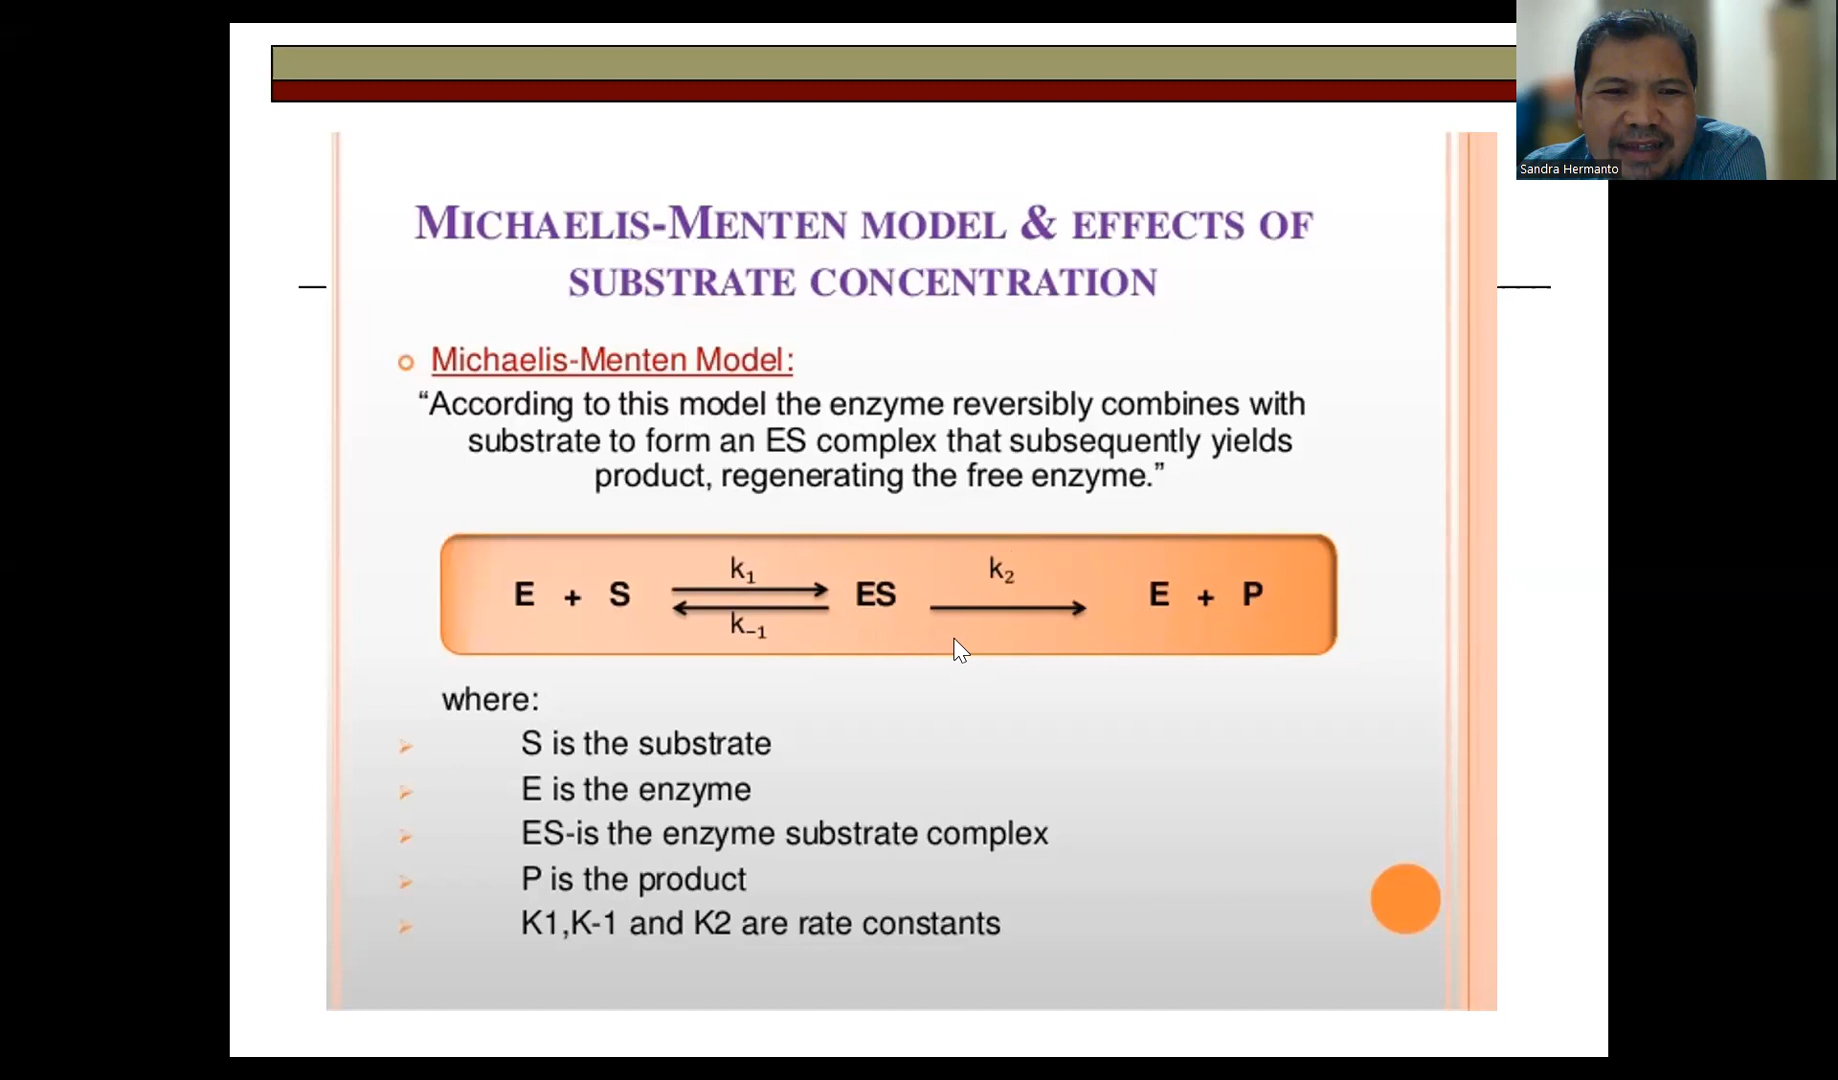 Sandra Hermanto
MICHAELIS-MENTEN MODEL & EFFECTS OF
SUBSTRATE CONCENTRATION
Michaelis-Menten Model:
“According to this model the enzyme reversibly combines with
substrate to form an ES complex that subsequently yields
product, regenerating the free enzyme.”
E + S k₁ k₋₁ ES k₂ E + P
where:
S is the substrate
E is the enzyme
ES-is the enzyme substrate complex
P is the product
K1,K-1 and K2 are rate constants